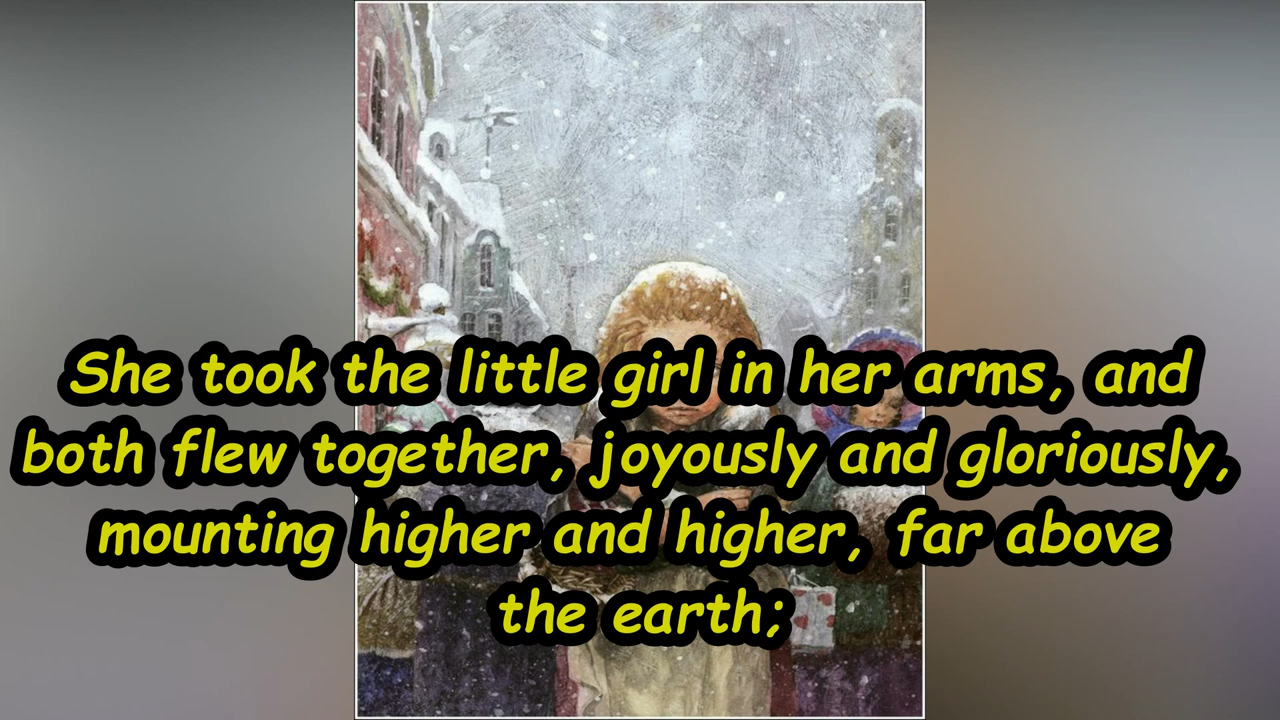 She took the little girl in her arms, and
both flew together, joyously and gloriously,
mounting higher and higher, far above
the earth;